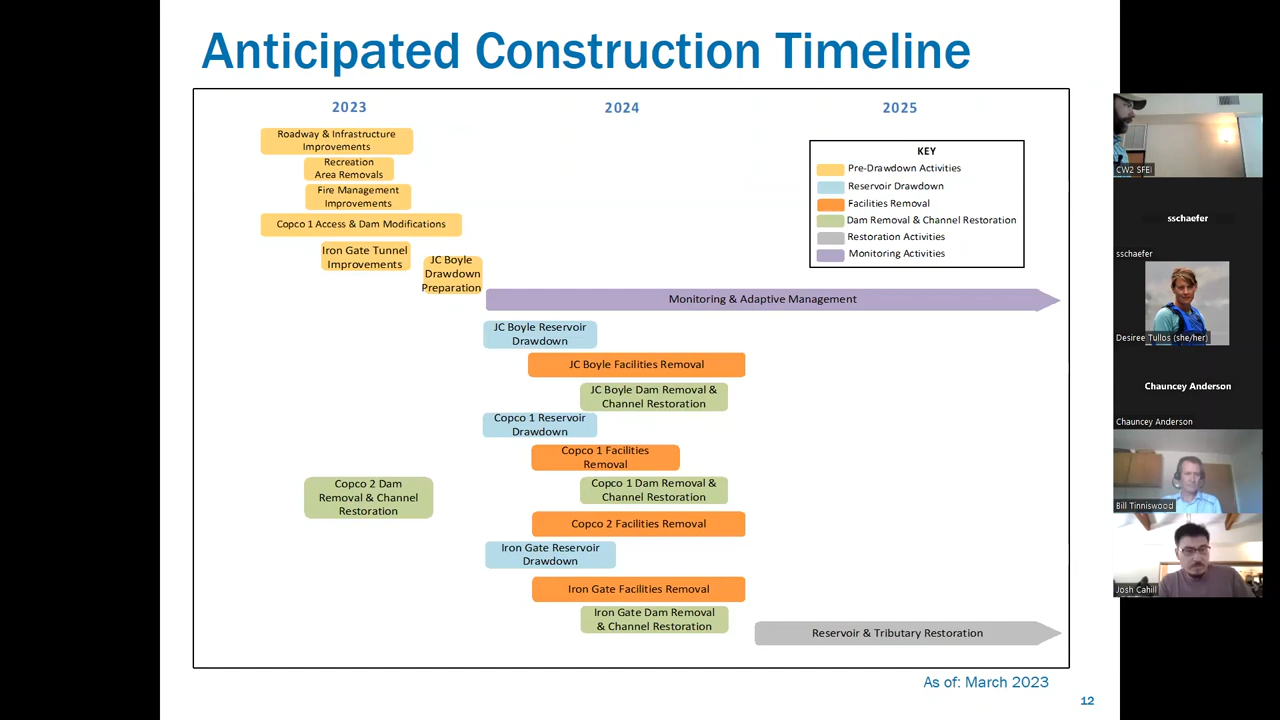 Anticipated Construction Timeline
2023
2024
2025
Roadway & Infrastructure
Improvements
Recreation
Area Removals
Fire Management
Improvements
Copco 1 Access & Dam Modifications
Iron Gate Tunnel
Improvements
JC Boyle
Drawdown
Preparation
KEY
Pre-Drawdown Activities
Reservoir Drawdown
Facilities Removal
Dam Removal & Channel Restoration
Restoration Activities
Monitoring Activities
Monitoring & Adaptive Management
JC Boyle Reservoir
Drawdown
JC Boyle Facilities Removal
JC Boyle Dam Removal &
Channel Restoration
Copco 1 Reservoir
Drawdown
Copco 1 Facilities
Removal
Copco 2 Dam
Removal & Channel
Restoration
Copco 1 Dam Removal &
Channel Restoration
Copco 2 Facilities Removal
Iron Gate Reservoir
Drawdown
Iron Gate Facilities Removal
Iron Gate Dam Removal
& Channel Restoration
Reservoir & Tributary Restoration
As of: March 2023
12
CW2 SFEI
sschaefer
sschaefer
Desiree Tullos (she/her)
Chauncey Anderson
Chauncey Anderson
Bill Tinniswood
Josh Cahill